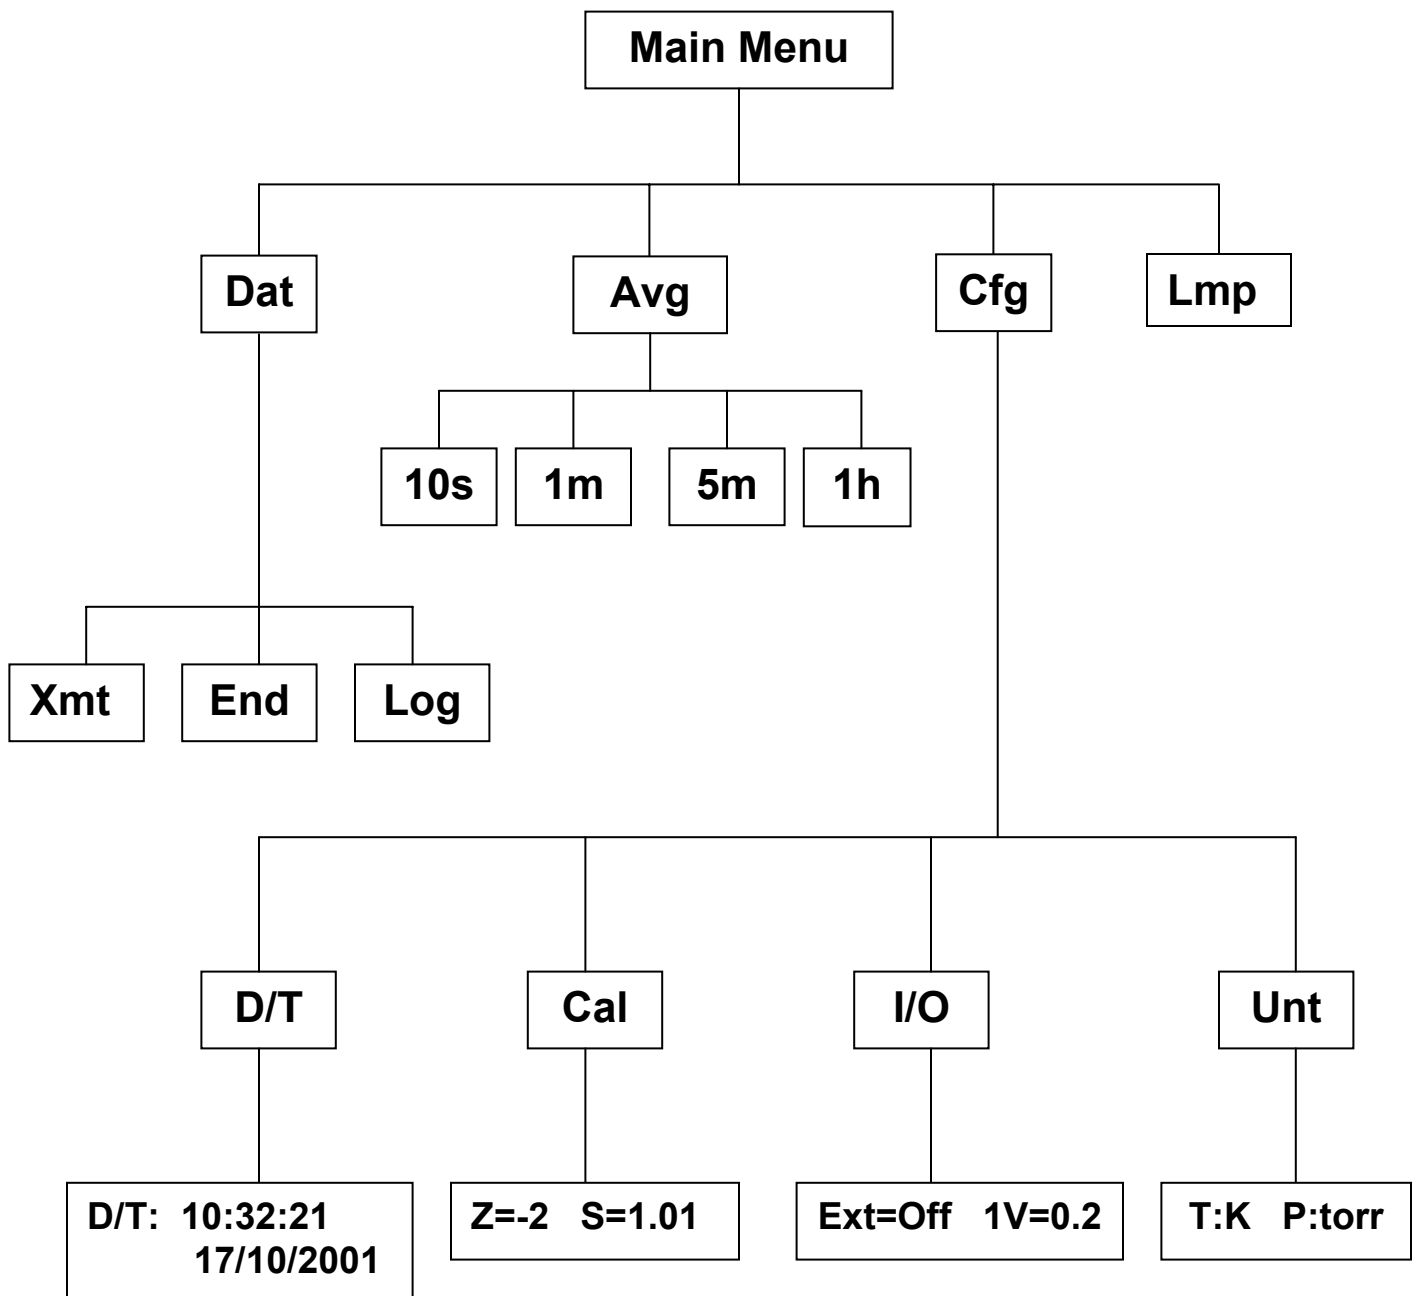 Main Menu
Dat
Avg
Cfg
Lmp
10s
1m
5m
1h
Xmt
End
Log
D/T
Cal
I/O
Unt
D/T: 10:32:21
17/10/2001
Z=-2 S=1.01
Ext=Off 1V=0.2
T:K P:torr